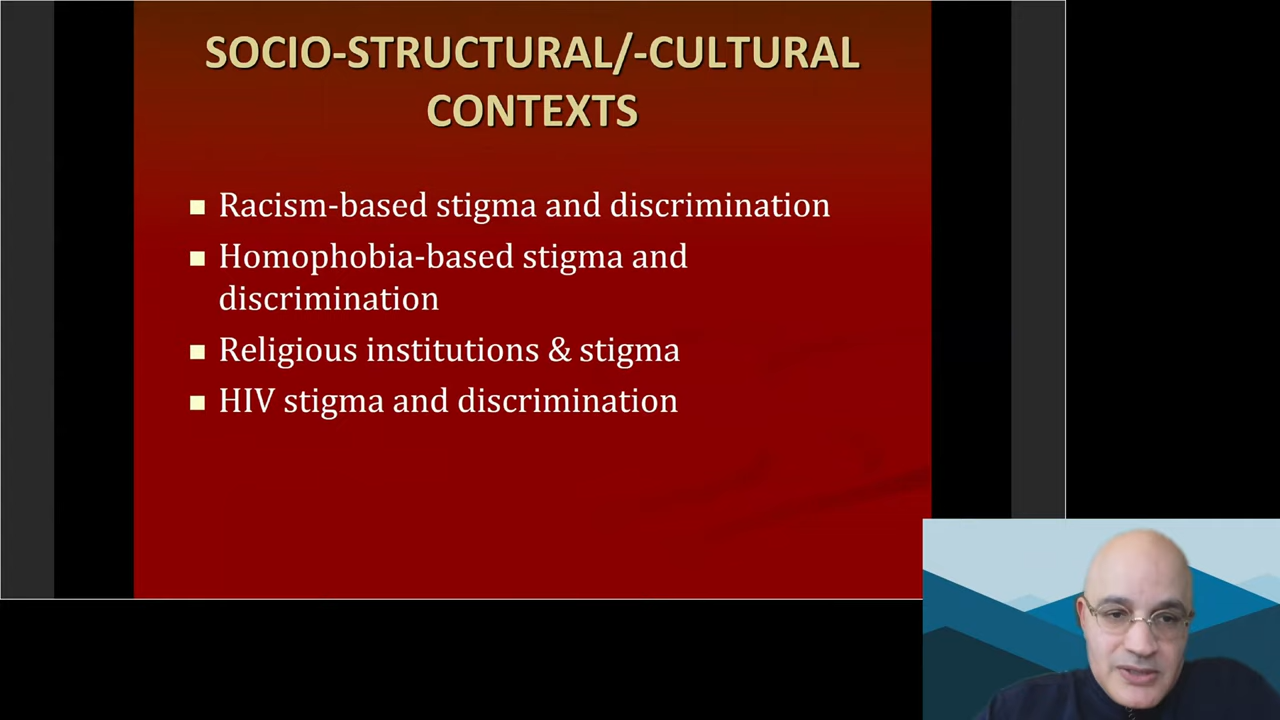 SOCIO-STRUCTURAL/-CULTURAL
CONTEXTS
Racism-based stigma and discrimination
Homophobia-based stigma and
discrimination
Religious institutions & stigma
HIV stigma and discrimination